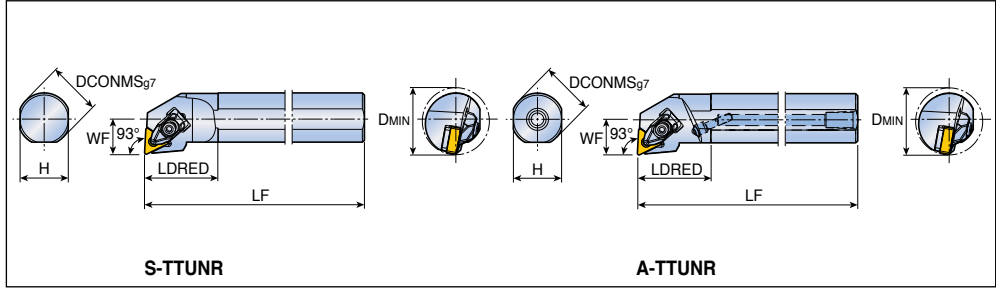 DCONMSg7
WF 93°
H
LDRED
LF
DMIN
S-TTUNR
DCONMSg7
WF 93°
H
LDRED
LF
DMIN
A-TTUNR